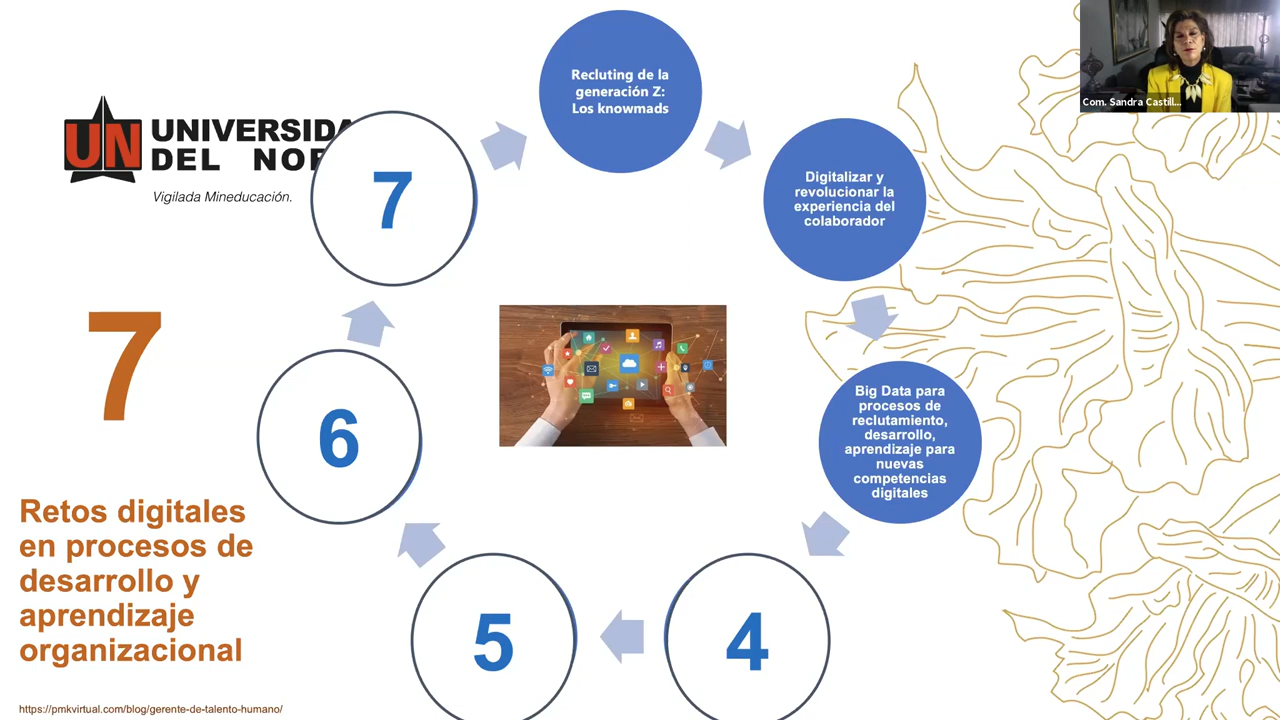 Recluting de la
generación Z:
Los knowmads
Com. Sandra Castill...
UN
UNIVERSIDA
DEL NOR
Vigilada Mineducación.
7
Digitalizar y
revolucionar la
experiencia del
colaborador
7
6
Big Data para
procesos de
reclutamiento,
desarrollo,
aprendizaje para
nuevas
competencias
digitales
Retos digitales
en procesos de
desarrollo y
aprendizaje
organizacional
5
4
https://pmkvirtual.com/blog/gerente-de-talento-humano/